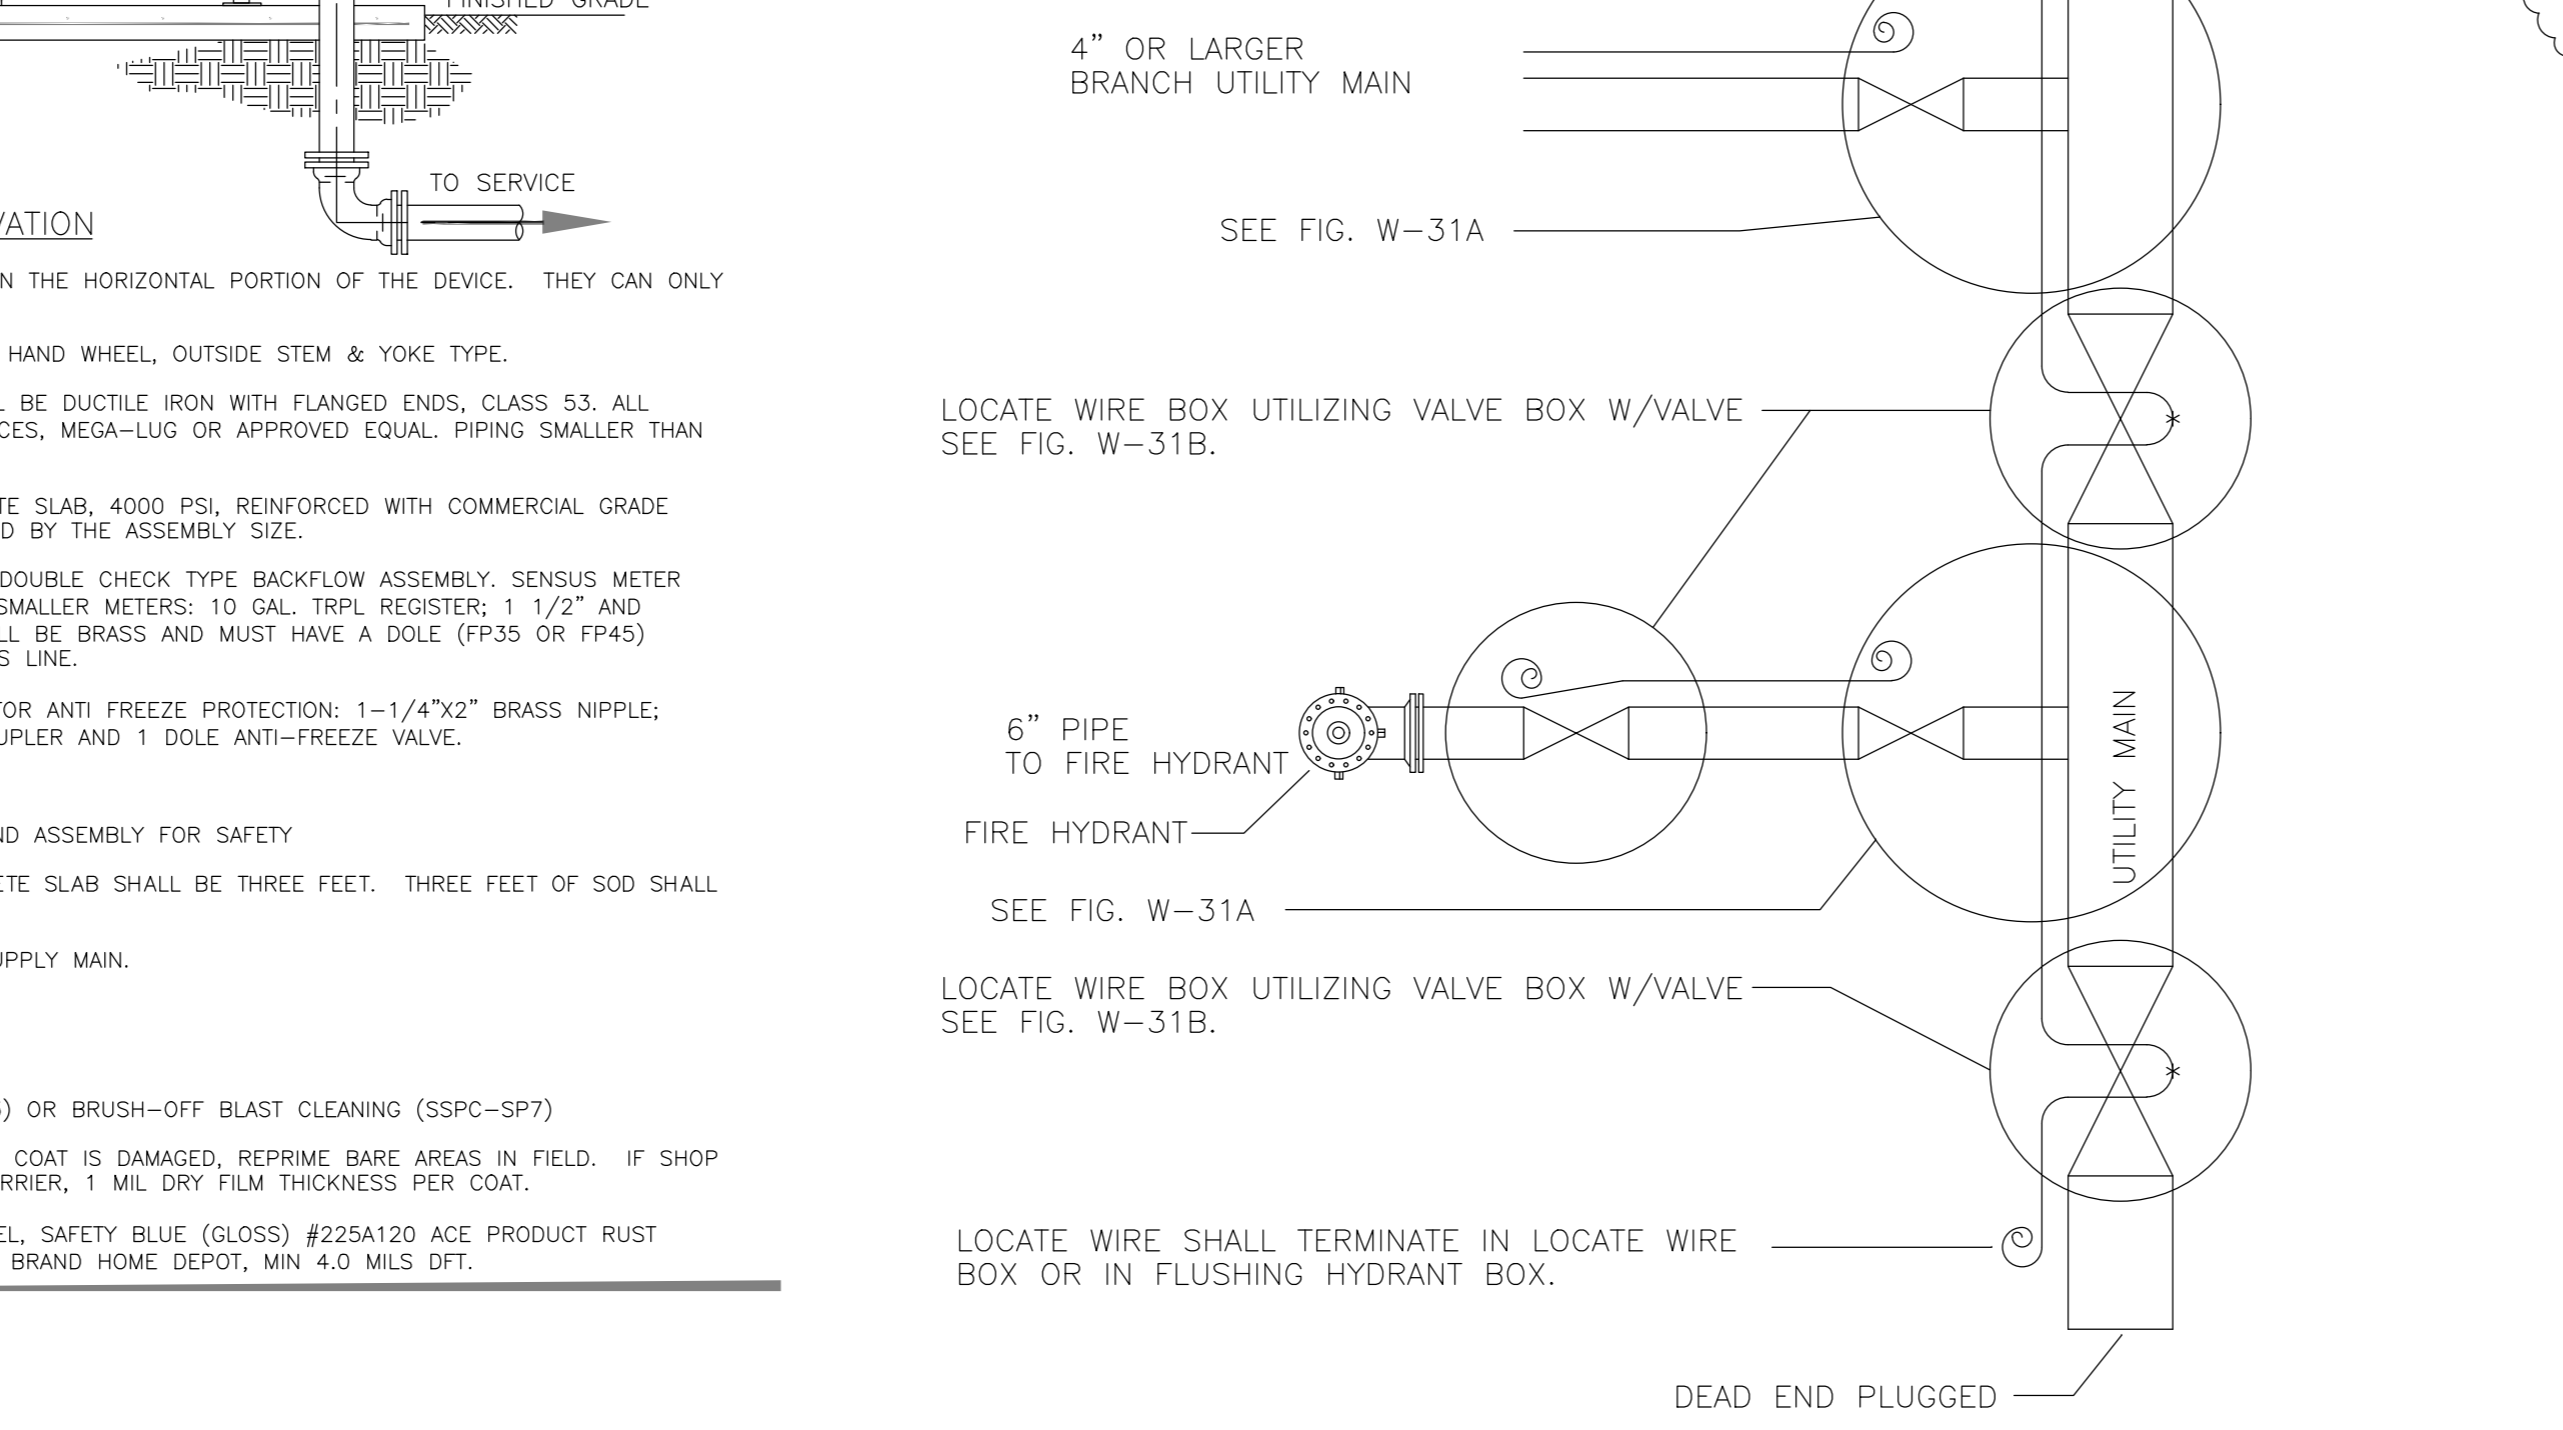 FINISHED GRADE
TO SERVICE
N THE HORIZONTAL PORTION OF THE DEVICE. THEY CAN ONLY
HAND WHEEL, OUTSIDE STEM & YOKE TYPE.
BE DUCTILE IRON WITH FLANGED ENDS, CLASS 53. ALL
CES, MEGA-LUG OR APPROVED EQUAL. PIPING SMALLER THAN
TE SLAB, 4000 PSI, REINFORCED WITH COMMERCIAL GRADE
D BY THE ASSEMBLY SIZE.
DOUBLE CHECK TYPE BACKFLOW ASSEMBLY. SENSUS METER
SMALLER METERS: 10 GAL. TRPL REGISTER; 1 1/2" AND
LL BE BRASS AND MUST HAVE A DOLE (FP35 OR FP45)
S LINE.
TOR ANTI FREEZE PROTECTION: 1-1/4"X2" BRASS NIPPLE;
UPLER AND 1 DOLE ANTI-FREEZE VALVE.
ND ASSEMBLY FOR SAFETY
ETE SLAB SHALL BE THREE FEET. THREE FEET OF SOD SHALL
UPPLY MAIN.
) OR BRUSH-OFF BLAST CLEANING (SSPC-SP7)
COAT IS DAMAGED, REPRIME BARE AREAS IN FIELD. IF SHOP
RRIER, 1 MIL DRY FILM THICKNESS PER COAT.
EL, SAFETY BLUE (GLOSS) #225A120 ACE PRODUCT RUST
BRAND HOME DEPOT, MIN 4.0 MILS DFT.
VATION
4" OR LARGER
BRANCH UTILITY MAIN
SEE FIG. W-31A
LOCATE WIRE BOX UTILIZING VALVE BOX W/VALVE
SEE FIG. W-31B.
6" PIPE
TO FIRE HYDRANT
FIRE HYDRANT
SEE FIG. W-31A
UTILITY MAIN
LOCATE WIRE BOX UTILIZING VALVE BOX W/VALVE
SEE FIG. W-31B.
LOCATE WIRE SHALL TERMINATE IN LOCATE WIRE
BOX OR IN FLUSHING HYDRANT BOX.
DEAD END PLUGGED